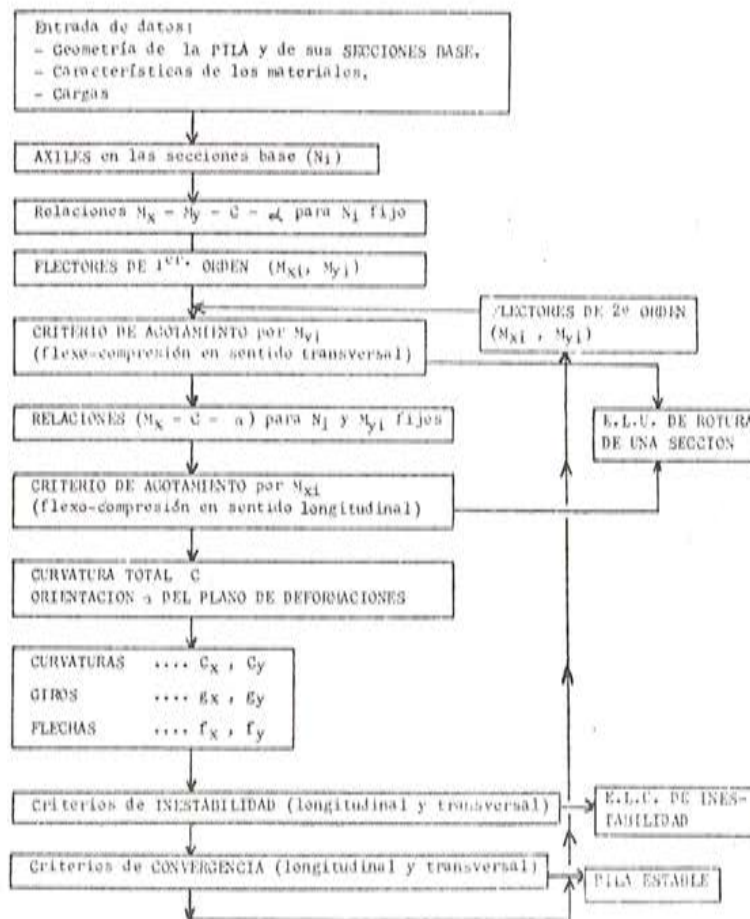 Entrada de datos:
- Geometría de la PILA y de sus SECCIONES BASE,
- Características de los materiales,
- Cargas
AXILES en las secciones base (Ni)
Relaciones Mx - My - C - α para Ni fijo
FLECTORES DE 1er. ORDEN (Mxi, Myi)
FLECTORES DE 2º ORDEN
(Mxi , Myi)
CRITERIO DE AGOTAMIENTO por Myi
(flexo-compresión en sentido transversal)
RELACIONES (Mx - C - α) para Ni y Myi fijos
E.L.U. DE ROTURA
DE UNA SECCION
CRITERIO DE AGOTAMIENTO por Mxi
(flexo-compresión en sentido longitudinal)
CURVATURA TOTAL C
ORIENTACION α DEL PLANO DE DEFORMACIONES
CURVATURAS .... Cx , Cy
GIROS .... gx , gy
FLECHAS .... fx , fy
Criterios de INESTABILIDAD (longitudinal y transversal)
E.L.U. DE INES-
TABILIDAD
Criterios de CONVERGENCIA (longitudinal y transversal)
PILA ESTABLE